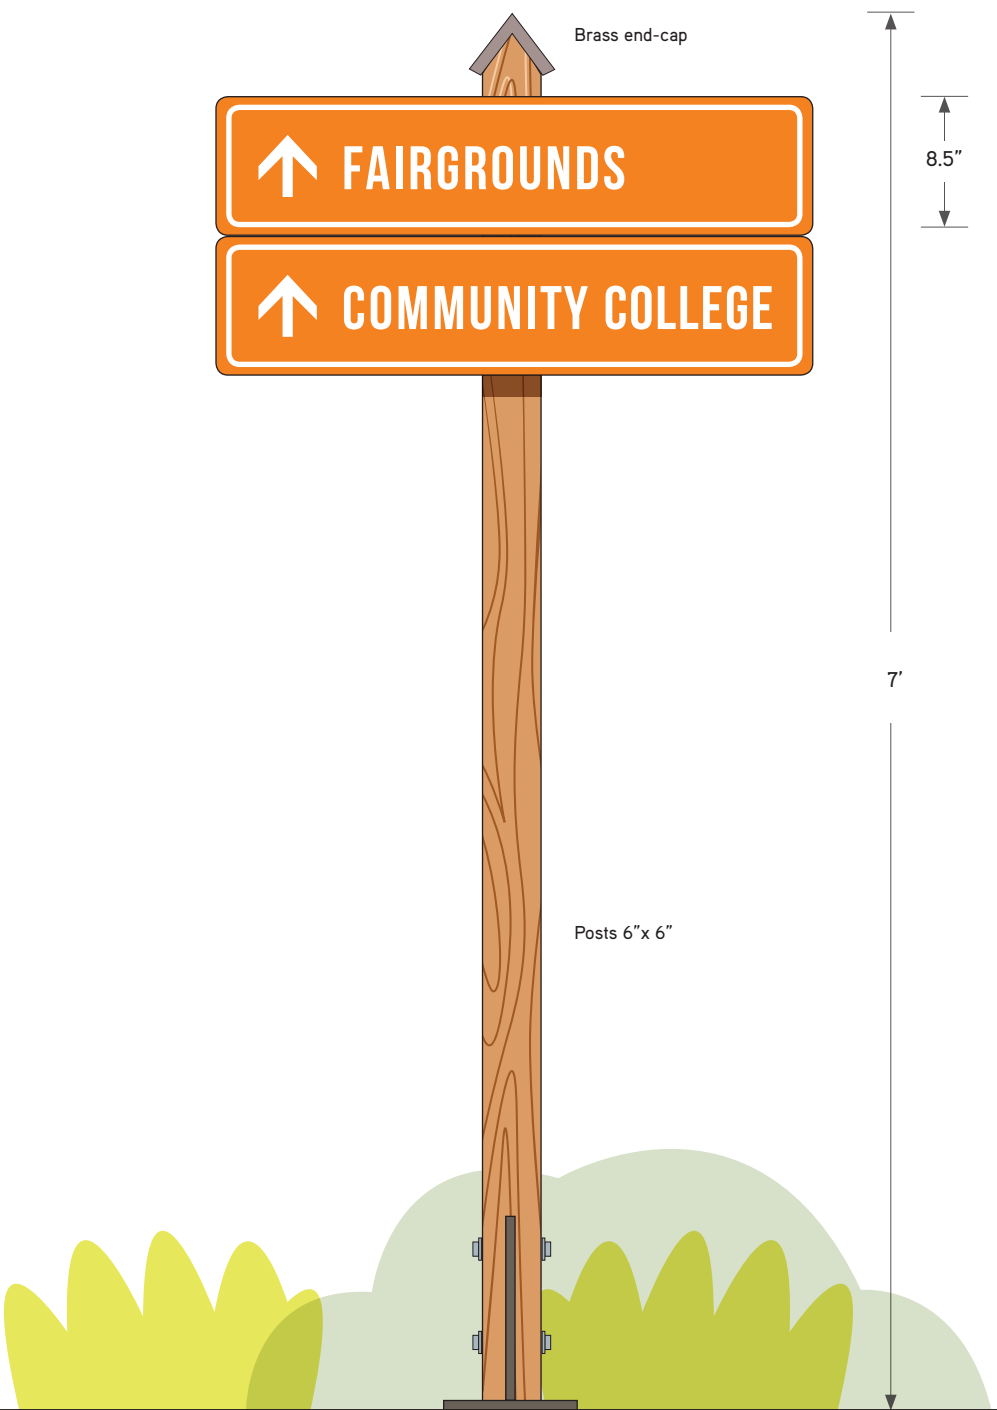 Brass end-cap
FAIRGROUNDS
8.5”
COMMUNITY COLLEGE
7’
Posts 6”x 6”